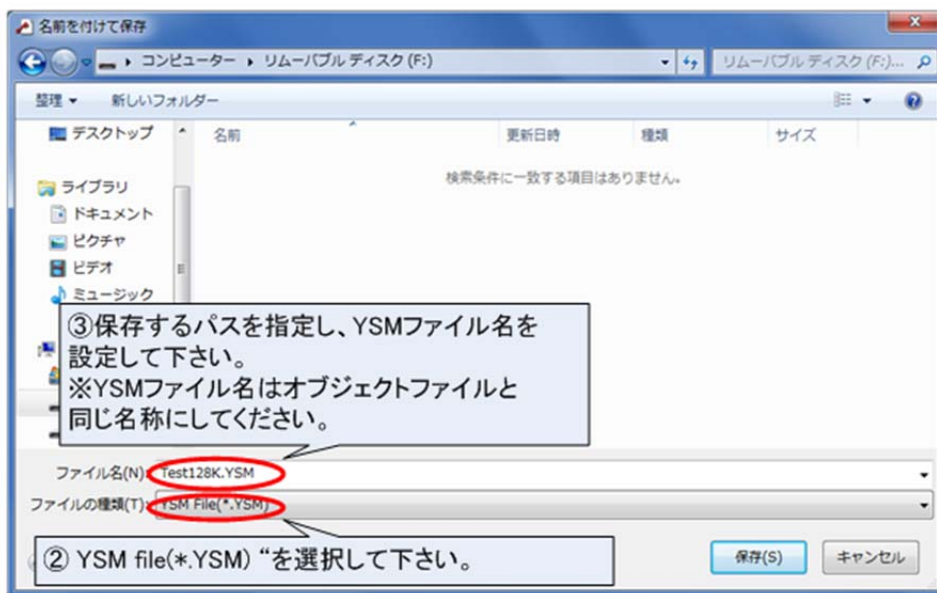 名前を付けて保存
コンピューター ▸ リムーバブル ディスク (F:)
リムーバブル ディスク (F:)...
整理 ▼ 新しいフォルダー
デスクトップ
名前 更新日時 種類 サイズ
検索条件に一致する項目はありません。
ライブラリ
ドキュメント
ピクチャ
ビデオ
ミュージック
③保存するパスを指定し、YSMファイル名を
設定して下さい。
※YSMファイル名はオブジェクトファイルと
同じ名称にしてください。
ファイル名(N): Test128K.YSM
ファイルの種類(T): YSM File(*.YSM)
② YSM file(*.YSM) “を選択して下さい。
保存(S) キャンセル